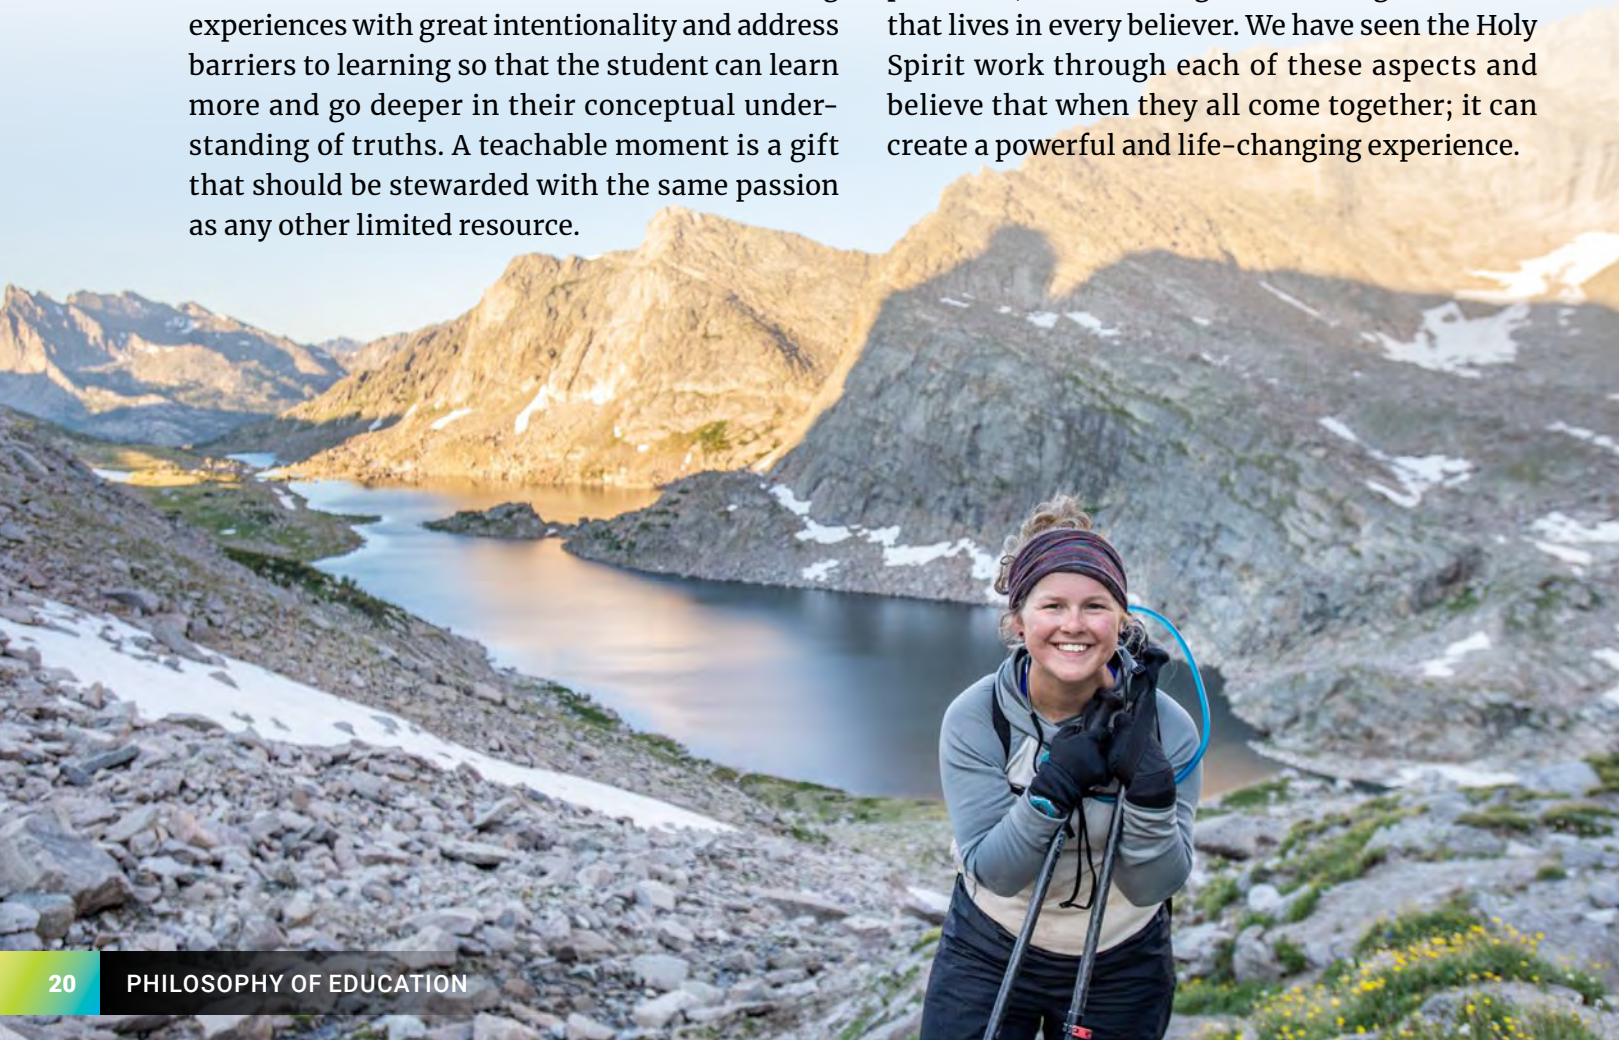 experiences with great intentionality and address
barriers to learning so that the student can learn
more and go deeper in their conceptual under-
standing of truths. A teachable moment is a gift
that should be stewarded with the same passion
as any other limited resource.
that lives in every believer. We have seen the Holy
Spirit work through each of these aspects and
believe that when they all come together; it can
create a powerful and life-changing experience.
20 PHILOSOPHY OF EDUCATION